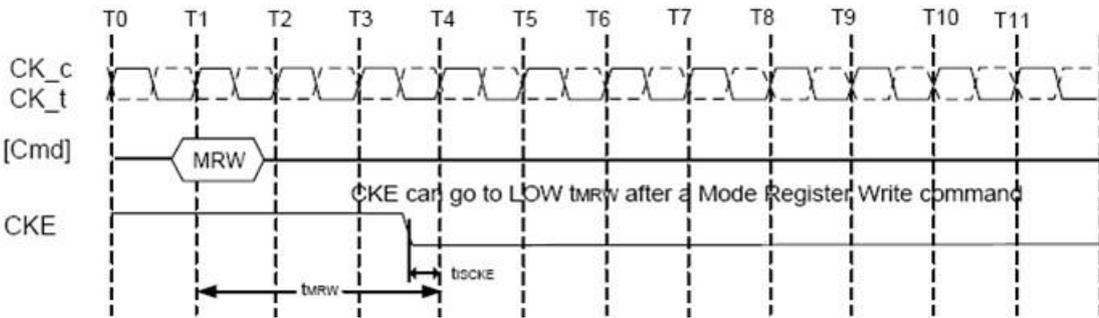 T0 T1 T2 T3 T4 T5 T6 T7 T8 T9 T10 T11
CK_c
CK_t
[Cmd] MRW
CKE can go to LOW tMRW after a Mode Register Write command
CKE
tISCKE
tMRW